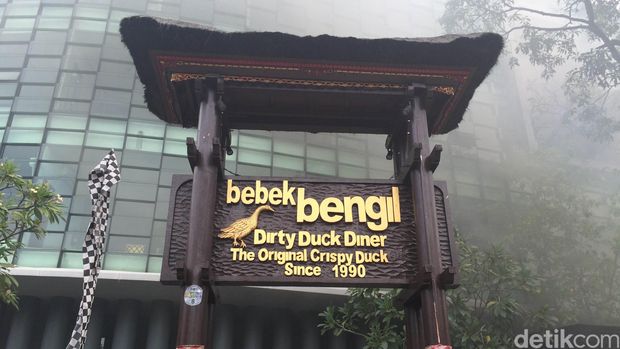 bebek bengil
Dirty Duck Diner
The Original Crispy Duck
Since 1990
detikcom